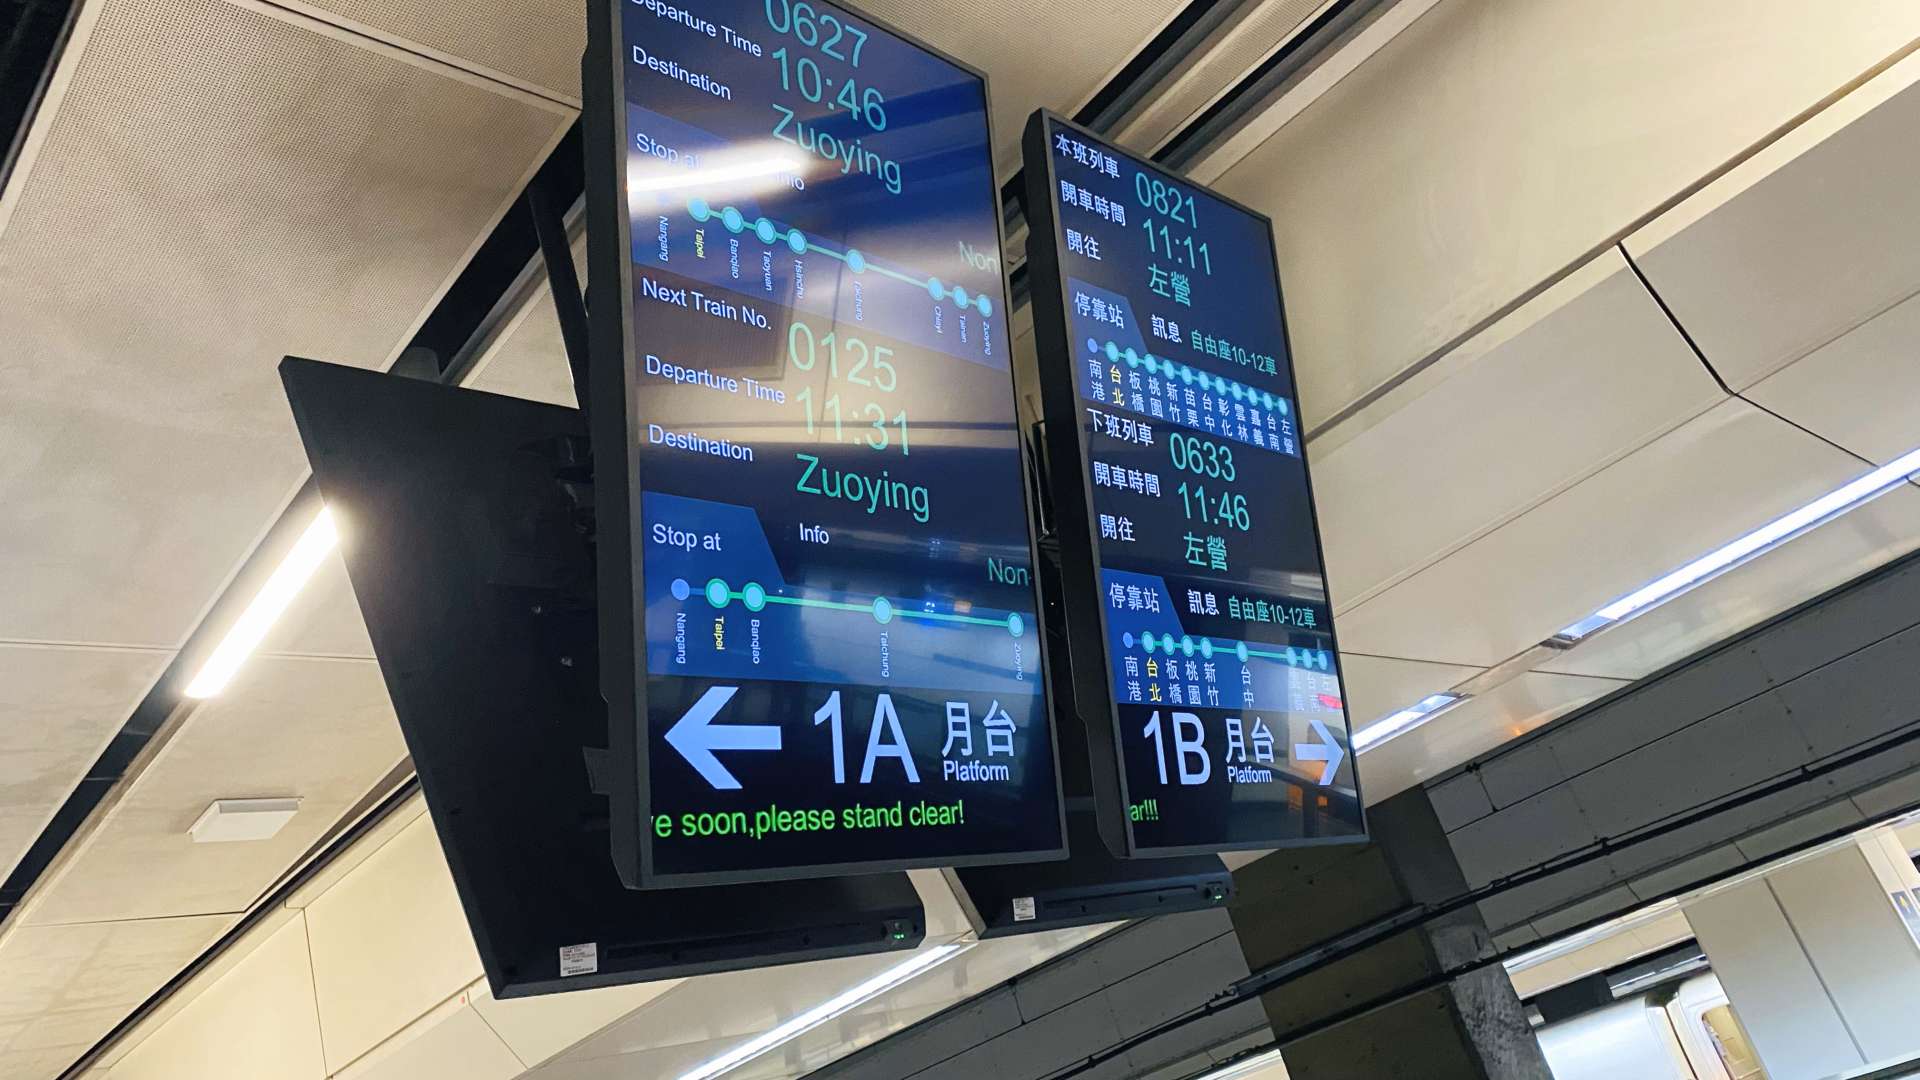 Departure Time
0627
10:46
Destination
Zuoying
Stop at
Info
Non
Nangang
Taipei
Banqiao
Taoyuan
Hsinchu
Taichung
Chiayi
Tainan
Zuoying
Next Train No.
0125
Departure Time
11:31
Destination
Zuoying
Stop at
Info
Non-
Nangang
Taipei
Banqiao
Taichung
Zuoying
1A 月台
Platform
e soon,please stand clear!
本班列車 0821
開車時間 11:11
開往 左營
停靠站 訊息 自由座10-12車
南港 台北 板橋 桃園 新竹 苗栗 台中 彰化 雲林 嘉義 台南 左營
下班列車 0633
開車時間 11:46
開往 左營
停靠站 訊息 自由座10-12車
南港 台北 板橋 桃園 新竹 台中
1B 月台
Platform
ar!!!